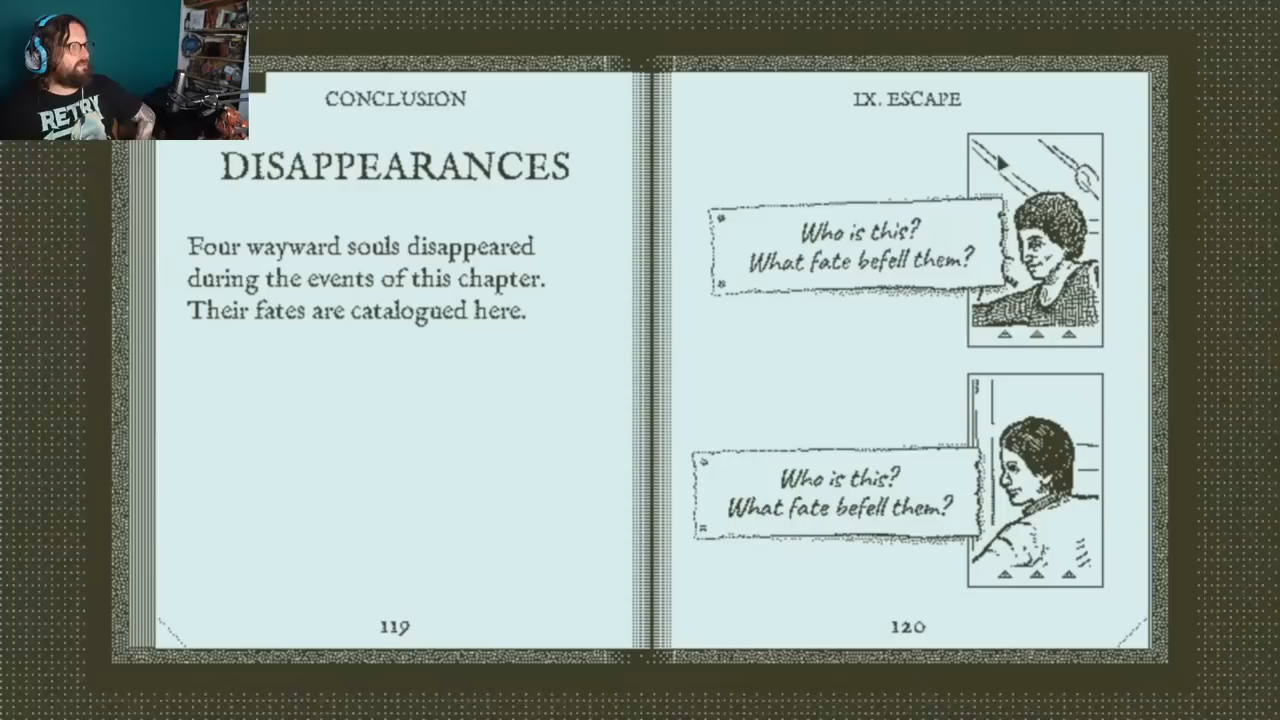 RETRY
CONCLUSION
DISAPPEARANCES
Four wayward souls disappeared
during the events of this chapter.
Their fates are catalogued here.
119
IX. ESCAPE
Who is this?
What fate befell them?
Who is this?
What fate befell them?
120